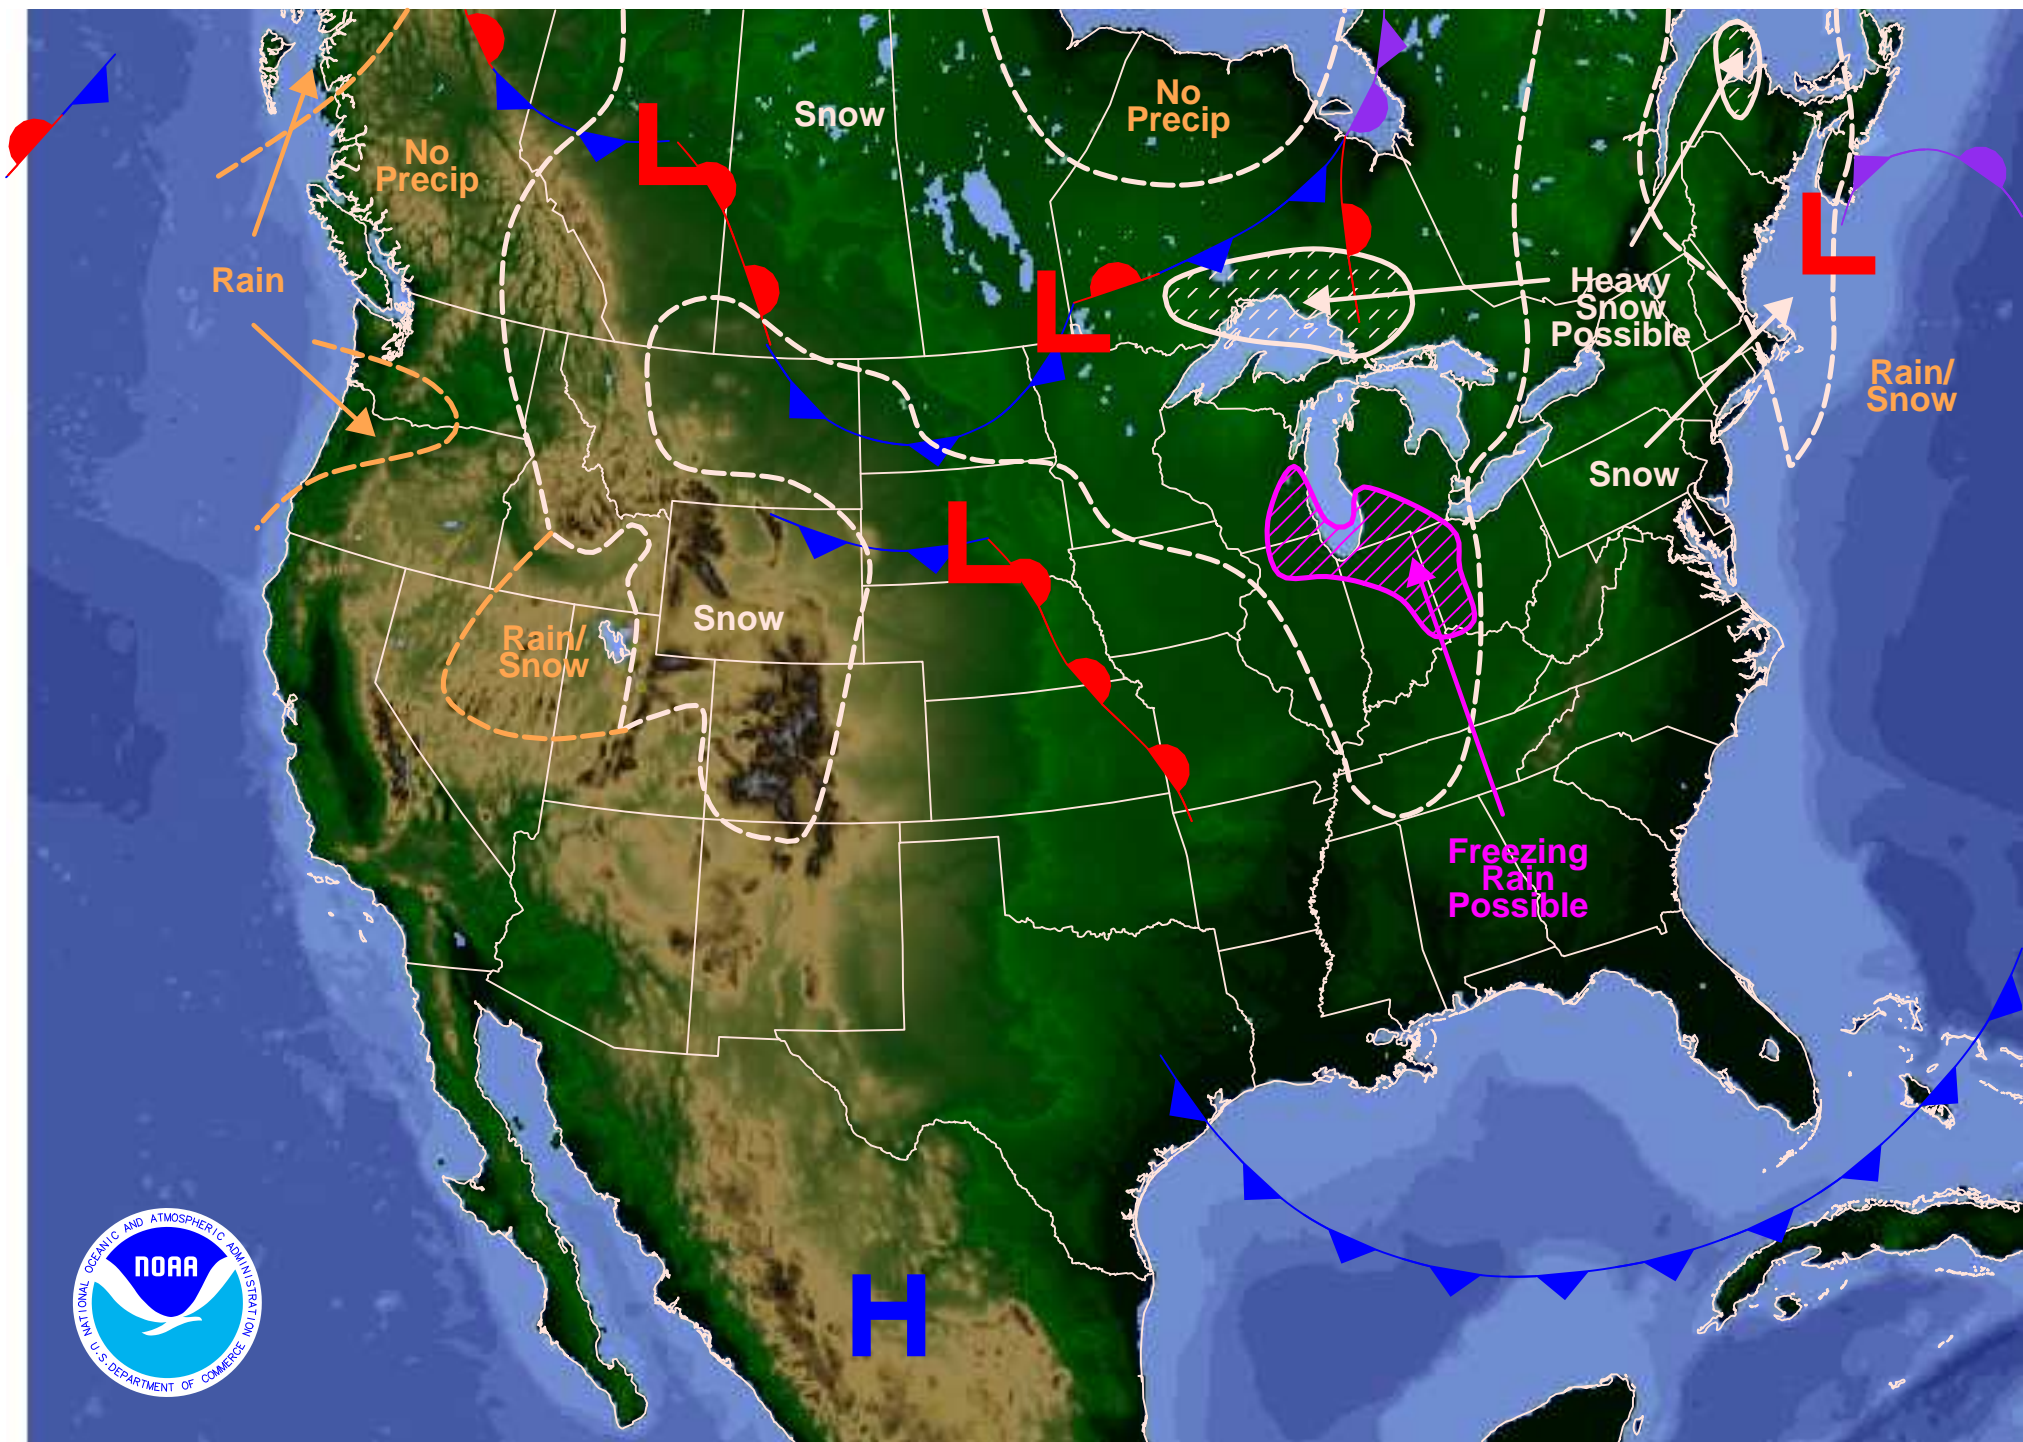 No
Precip
Snow
No
Precip
L
Rain
L
L
Heavy
Snow
Possible
Rain/
Snow
Snow
L
Snow
Rain/
Snow
Freezing
Rain
Possible
H
NATIONAL OCEANIC AND ATMOSPHERIC ADMINISTRATION
NOAA
U.S. DEPARTMENT OF COMMERCE